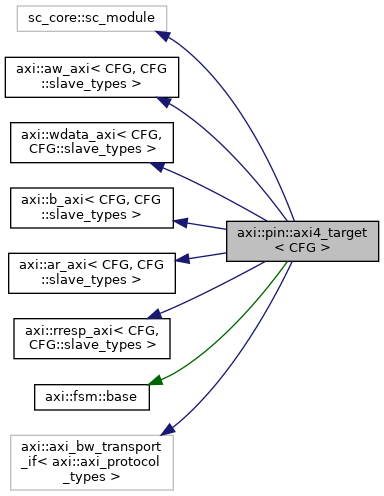 sc_core::sc_module
axi::aw_axi< CFG, CFG
::slave_types >
axi::wdata_axi< CFG,
CFG::slave_types >
axi::b_axi< CFG, CFG
::slave_types >
axi::pin::axi4_target
< CFG >
axi::ar_axi< CFG, CFG
::slave_types >
axi::rresp_axi< CFG,
CFG::slave_types >
axi::fsm::base
axi::axi_bw_transport
_if< axi::axi_protocol
_types >